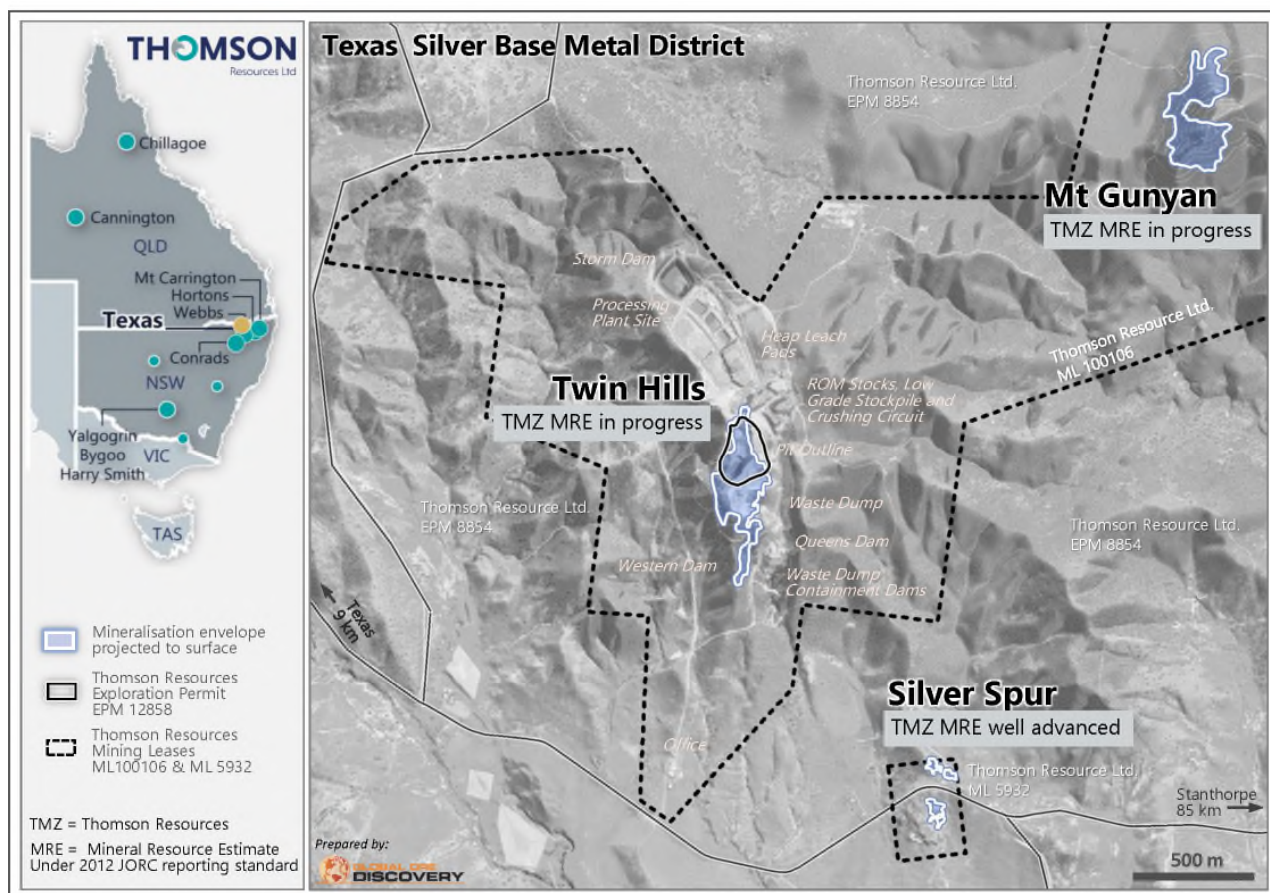 THOMSON
Resources Ltd
Chillagoe
Cannington
QLD
Mt Carrington
Hortons
Webbs
Texas
Conrads
NSW
Yalgogrin
Bygoo
Harry Smith
VIC
TAS
Mineralisation envelope
projected to surface
Thomson Resources
Exploration Permit
EPM 12858
Thomson Resources
Mining Leases
ML100106 & ML 5932
TMZ = Thomson Resources
MRE = Mineral Resource Estimate
Under 2012 JORC reporting standard
Texas Silver Base Metal District
Thomson Resource Ltd.
EPM 8854
Mt Gunyan
TMZ MRE in progress
Storm Dam
Processing
Plant Site
Heap Leach
Pads
Thomson Resource Ltd.
ML 100106
Twin Hills
TMZ MRE in progress
ROM Stocks, Low
Grade Stockpile and
Crushing Circuit
Pit Outline
Thomson Resource Ltd.
EPM 8854
Waste Dump
Queens Dam
Thomson Resource Ltd.
EPM 8854
Western Dam
Waste Dump
Containment Dams
Texas
9 km
Silver Spur
TMZ MRE well advanced
Office
Thomson Resource Ltd.
ML 5932
Stanthorpe
85 km
Prepared by:
GLOBAL ORE
DISCOVERY
500 m